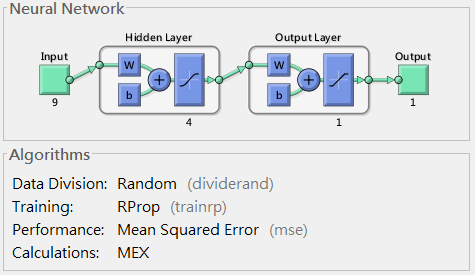 Neural Network
Hidden Layer
Output Layer
Input
Output
W
W
b
b
+
+
9
4
1
1
Algorithms
Data Division: Random (dividerand)
Training: RProp (trainrp)
Performance: Mean Squared Error (mse)
Calculations: MEX